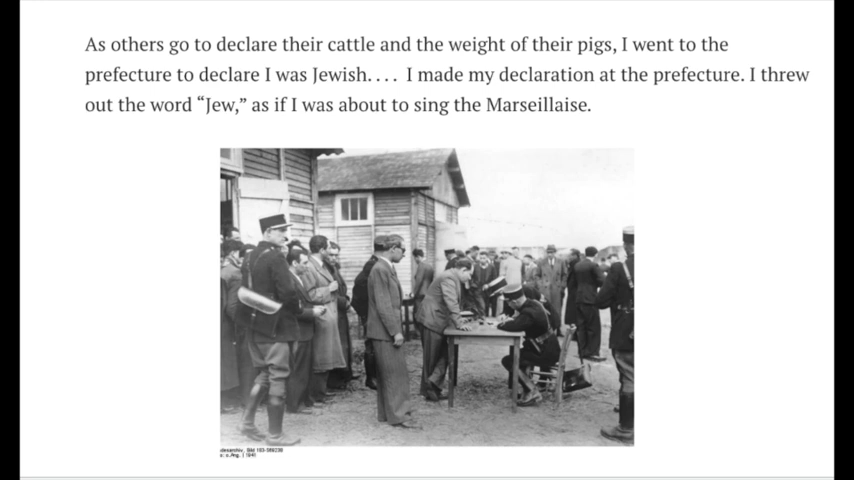 As others go to declare their cattle and the weight of their pigs, I went to the
prefecture to declare I was Jewish. . . .  I made my declaration at the prefecture. I threw
out the word “Jew,” as if I was about to sing the Marseillaise.
1941